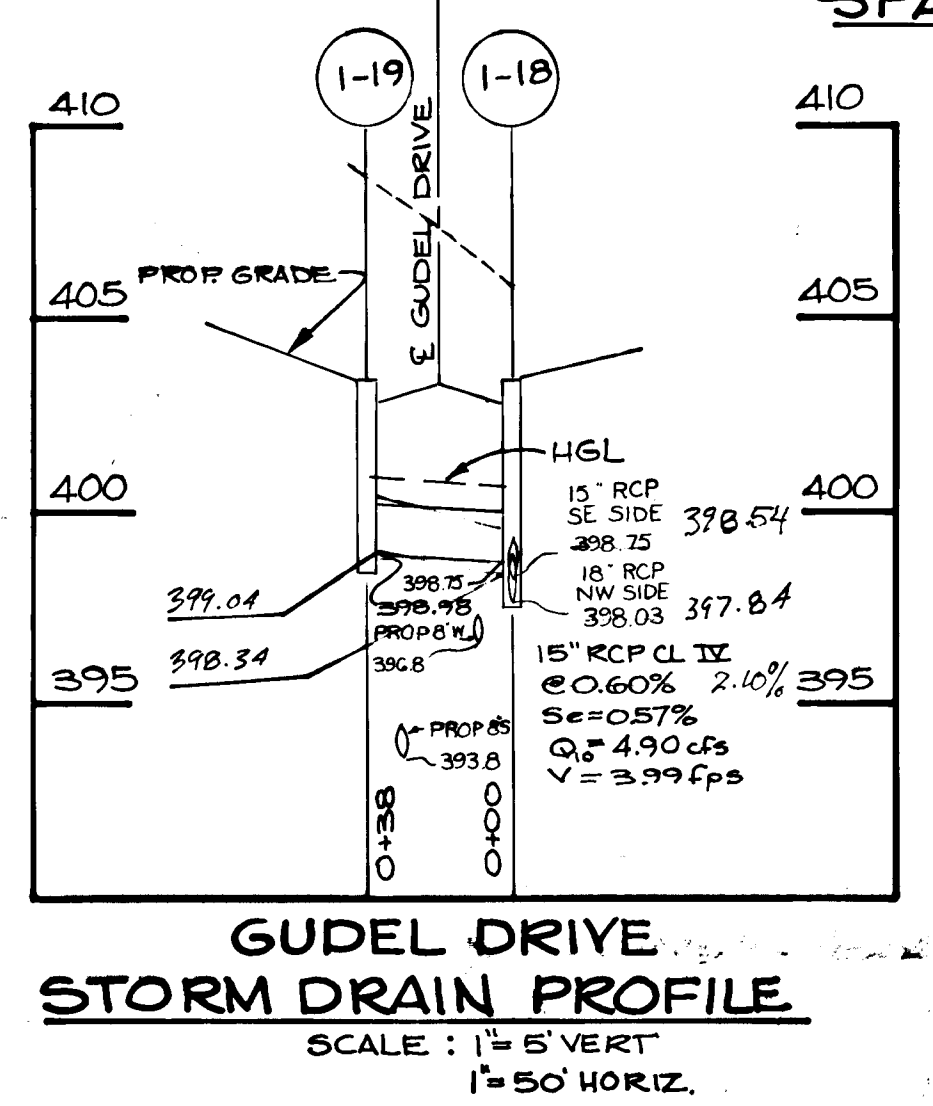 SPA
1-19
1-18
410
410
℄ GUDEL DRIVE
PROP. GRADE
405
405
HGL
400
400
15" RCP
SE SIDE
398.54
398.75
18" RCP
NW SIDE
398.03
397.84
399.04
398.75
398.98
PROP 8"W
396.8
398.34
15" RCP CL IV
@ 0.60%
2.10%
395
395
Se=0.57%
Q10=4.90 cfs
V=3.99 fps
PROP 8"S
393.8
0+38
0+00
GUDEL DRIVE
STORM DRAIN PROFILE
SCALE : 1"=5' VERT
1"=50' HORIZ.